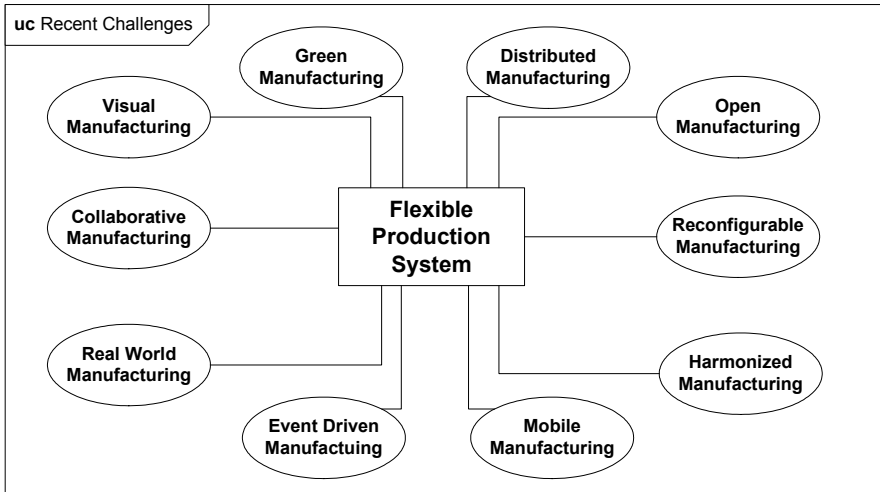 uc Recent Challenges
Green
Manufacturing
Distributed
Manufacturing
Visual
Manufacturing
Open
Manufacturing
Collaborative
Manufacturing
Flexible
Production
System
Reconfigurable
Manufacturing
Real World
Manufacturing
Harmonized
Manufacturing
Event Driven
Manufactuing
Mobile
Manufacturing